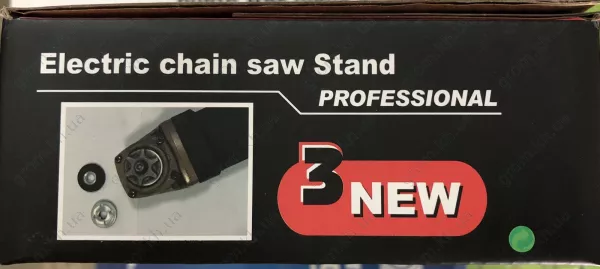 Electric chain saw Stand
PROFESSIONAL
3 NEW